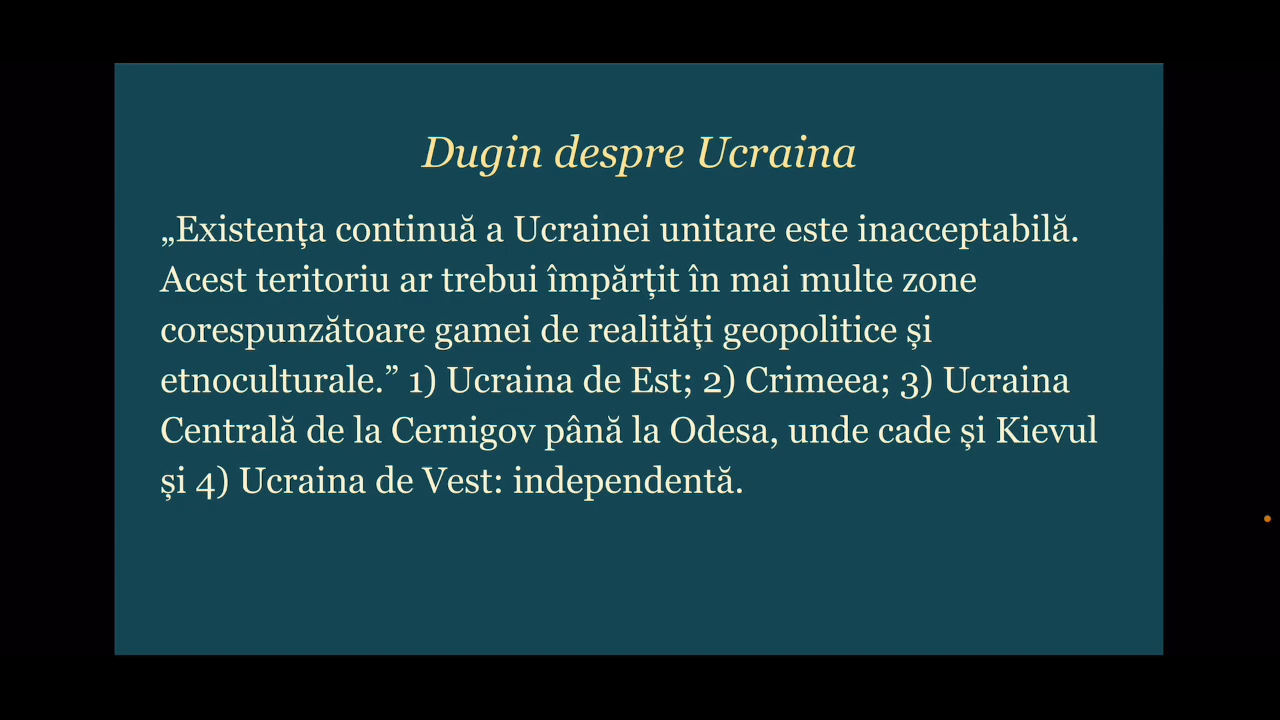 Dugin despre Ucraina
„Existența continuă a Ucrainei unitare este inacceptabilă.
Acest teritoriu ar trebui împărțit în mai multe zone
corespunzătoare gamei de realități geopolitice și
etnoculturale.” 1) Ucraina de Est; 2) Crimeea; 3) Ucraina
Centrală de la Cernigov până la Odesa, unde cade și Kievul
și 4) Ucraina de Vest: independentă.